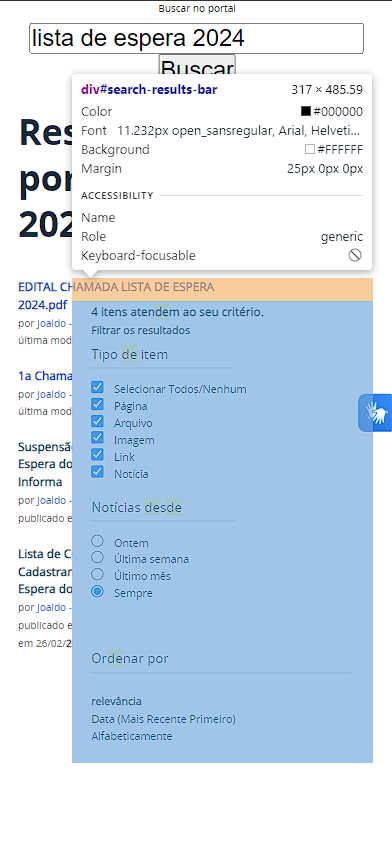 Buscar no portal
lista de espera 2024
Buscar
div#search-results-bar 317 × 485.59
Color #000000
Font 11.232px open_sansregular, Arial, Helveti...
Background #FFFFFF
Margin 25px 0px 0px
ACCESSIBILITY
Name
Role generic
Keyboard-focusable
Res
por
202
EDITAL CHAMADA LISTA DE ESPERA
2024.pdf
por joaldo -
última mod
4 itens atendem ao seu critério.
Filtrar os resultados
Tipo de item
Selecionar Todos/Nenhum
Página
Arquivo
Imagem
Link
Notícia
1a Chama
por joaldo -
última mod
Suspensã
Espera do
Informa
por joaldo -
publicado e
Notícias desde
Ontem
Última semana
Último mês
Sempre
Lista de C
Cadastrar
Espera do
por joaldo -
publicado e
em 26/02/2
Ordenar por
relevância
Data (Mais Recente Primeiro)
Alfabeticamente